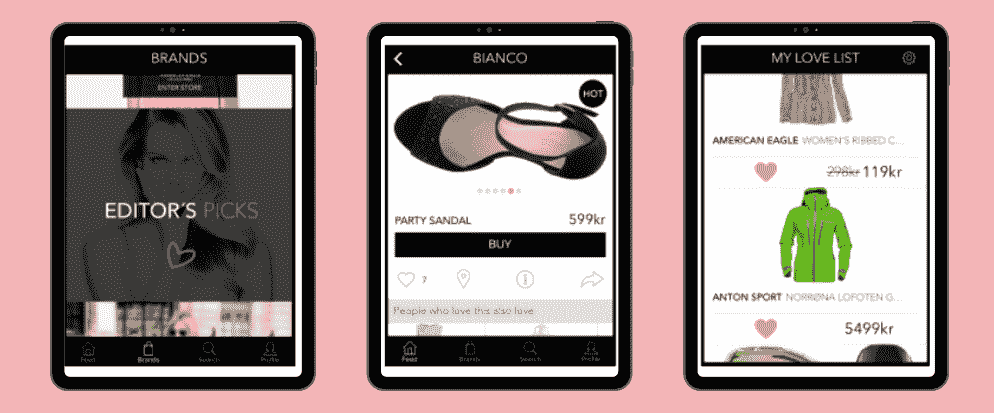 BRANDS
ENTER STORE
EDITOR'S PICKS
Feed Brands Search Profile
BIANCO
HOT
PARTY SANDAL 599kr
BUY
7
People who love this also love
Feed Brands Search Profile
MY LOVE LIST
AMERICAN EAGLE WOMEN'S RIBBED C...
298kr 119kr
ANTON SPORT NORRØNA LOFOTEN G...
5499kr